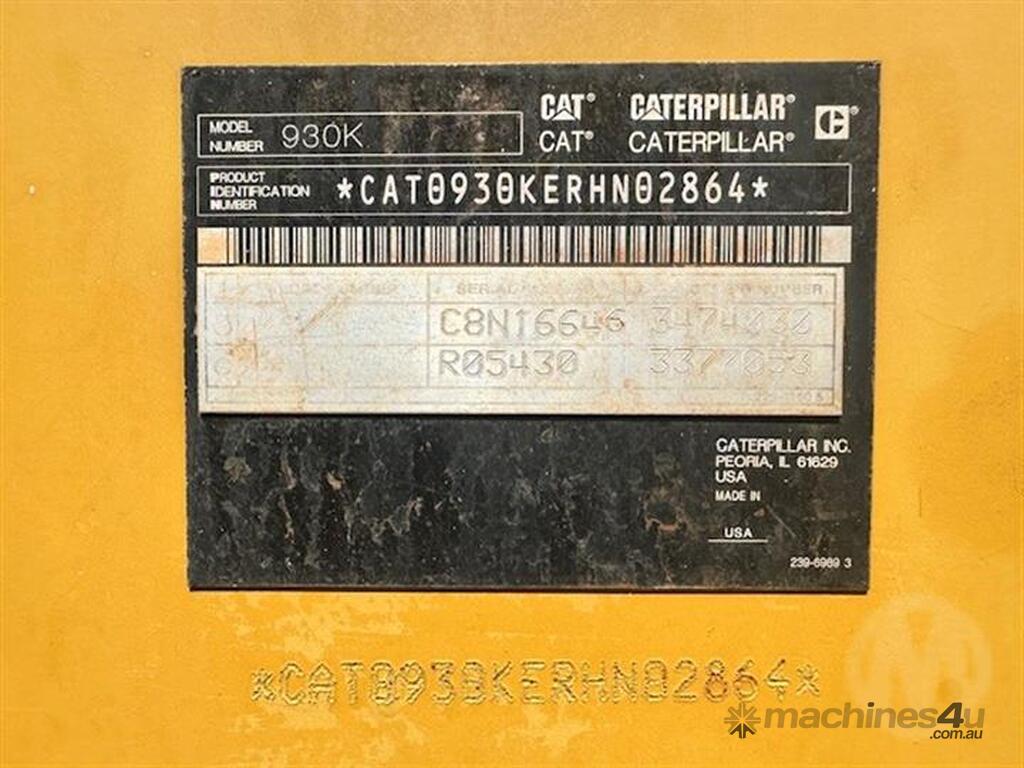 MODEL NUMBER 930K
CAT® CATERPILLAR®
CAT® CATERPILLAR®
PRODUCT IDENTIFICATION NUMBER *CAT0930KERHN02864*
NUMBER
C8N16646 3474030
R05430
CATERPILLAR INC.
PEORIA, IL 61629
USA
MADE IN
USA
239-6989 3
*CAT0930KERHN02864*
machines4u
.com.au